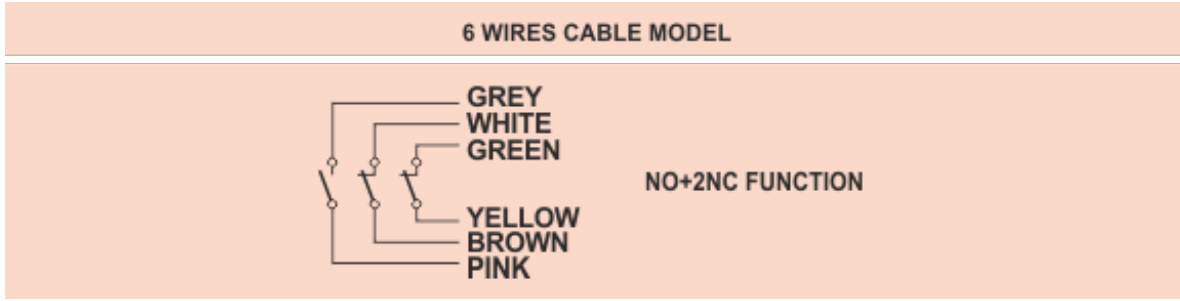 6 WIRES CABLE MODEL
GREY
WHITE
GREEN
NO+2NC FUNCTION
YELLOW
BROWN
PINK